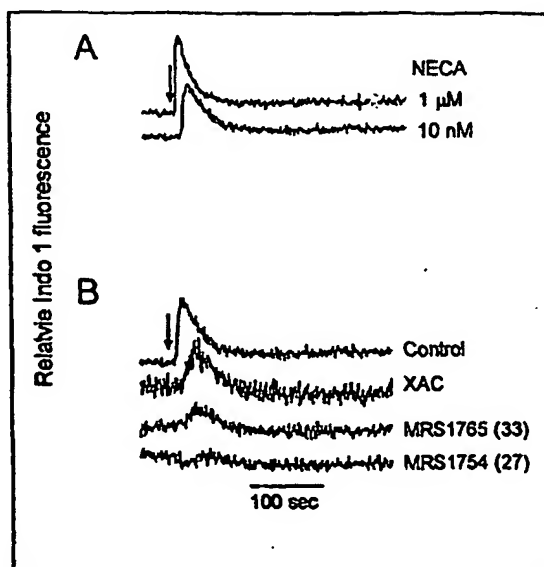 A
NECA
1 µM
10 nM
Relatvie Indo 1 fluorescence
B
Control
XAC
MRS1765 (33)
MRS1754 (27)
100 sec